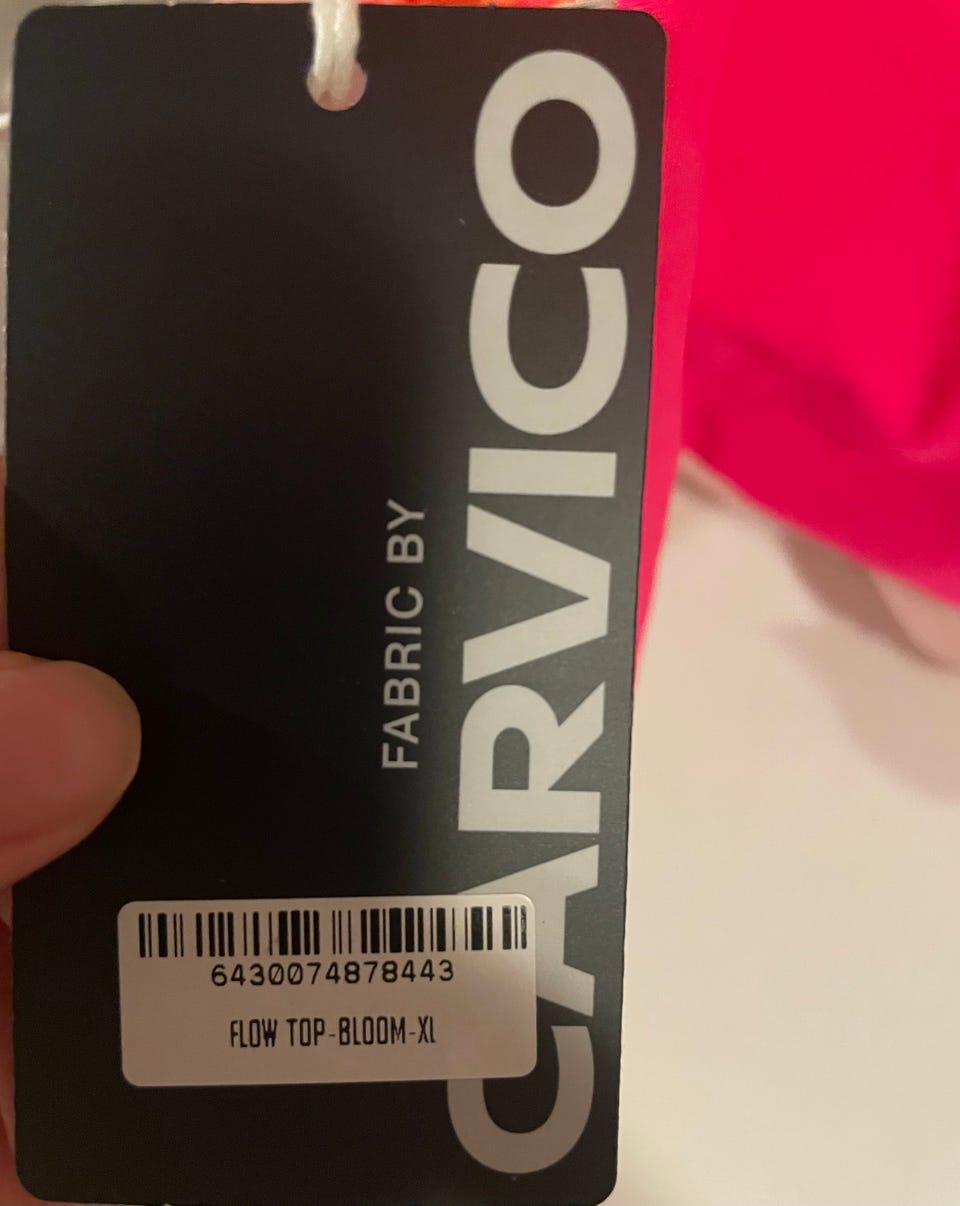 FABRIC BY
CARVICO
6430074878443
FLOW TOP-BLOOM-XL